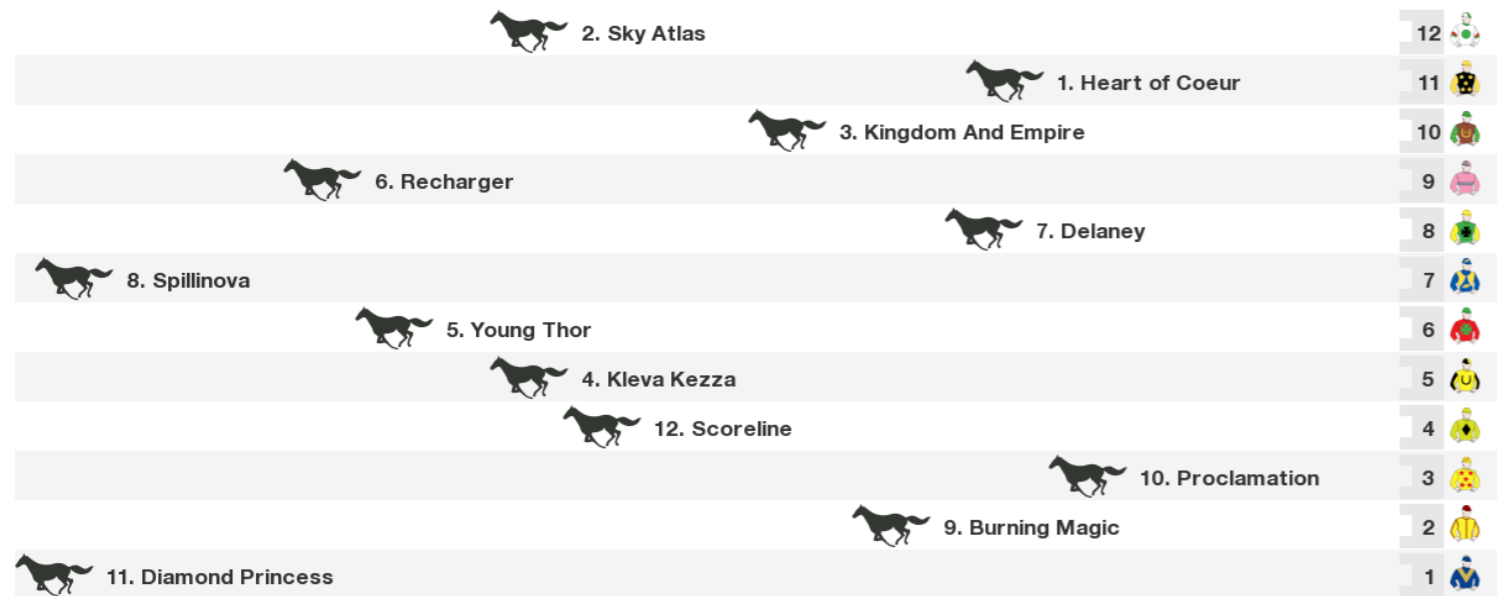 2. Sky Atlas 12
1. Heart of Coeur 11
3. Kingdom And Empire 10
6. Recharger 9
7. Delaney 8
8. Spillinova 7
5. Young Thor 6
4. Kleva Kezza 5
12. Scoreline 4
10. Proclamation 3
9. Burning Magic 2
11. Diamond Princess 1